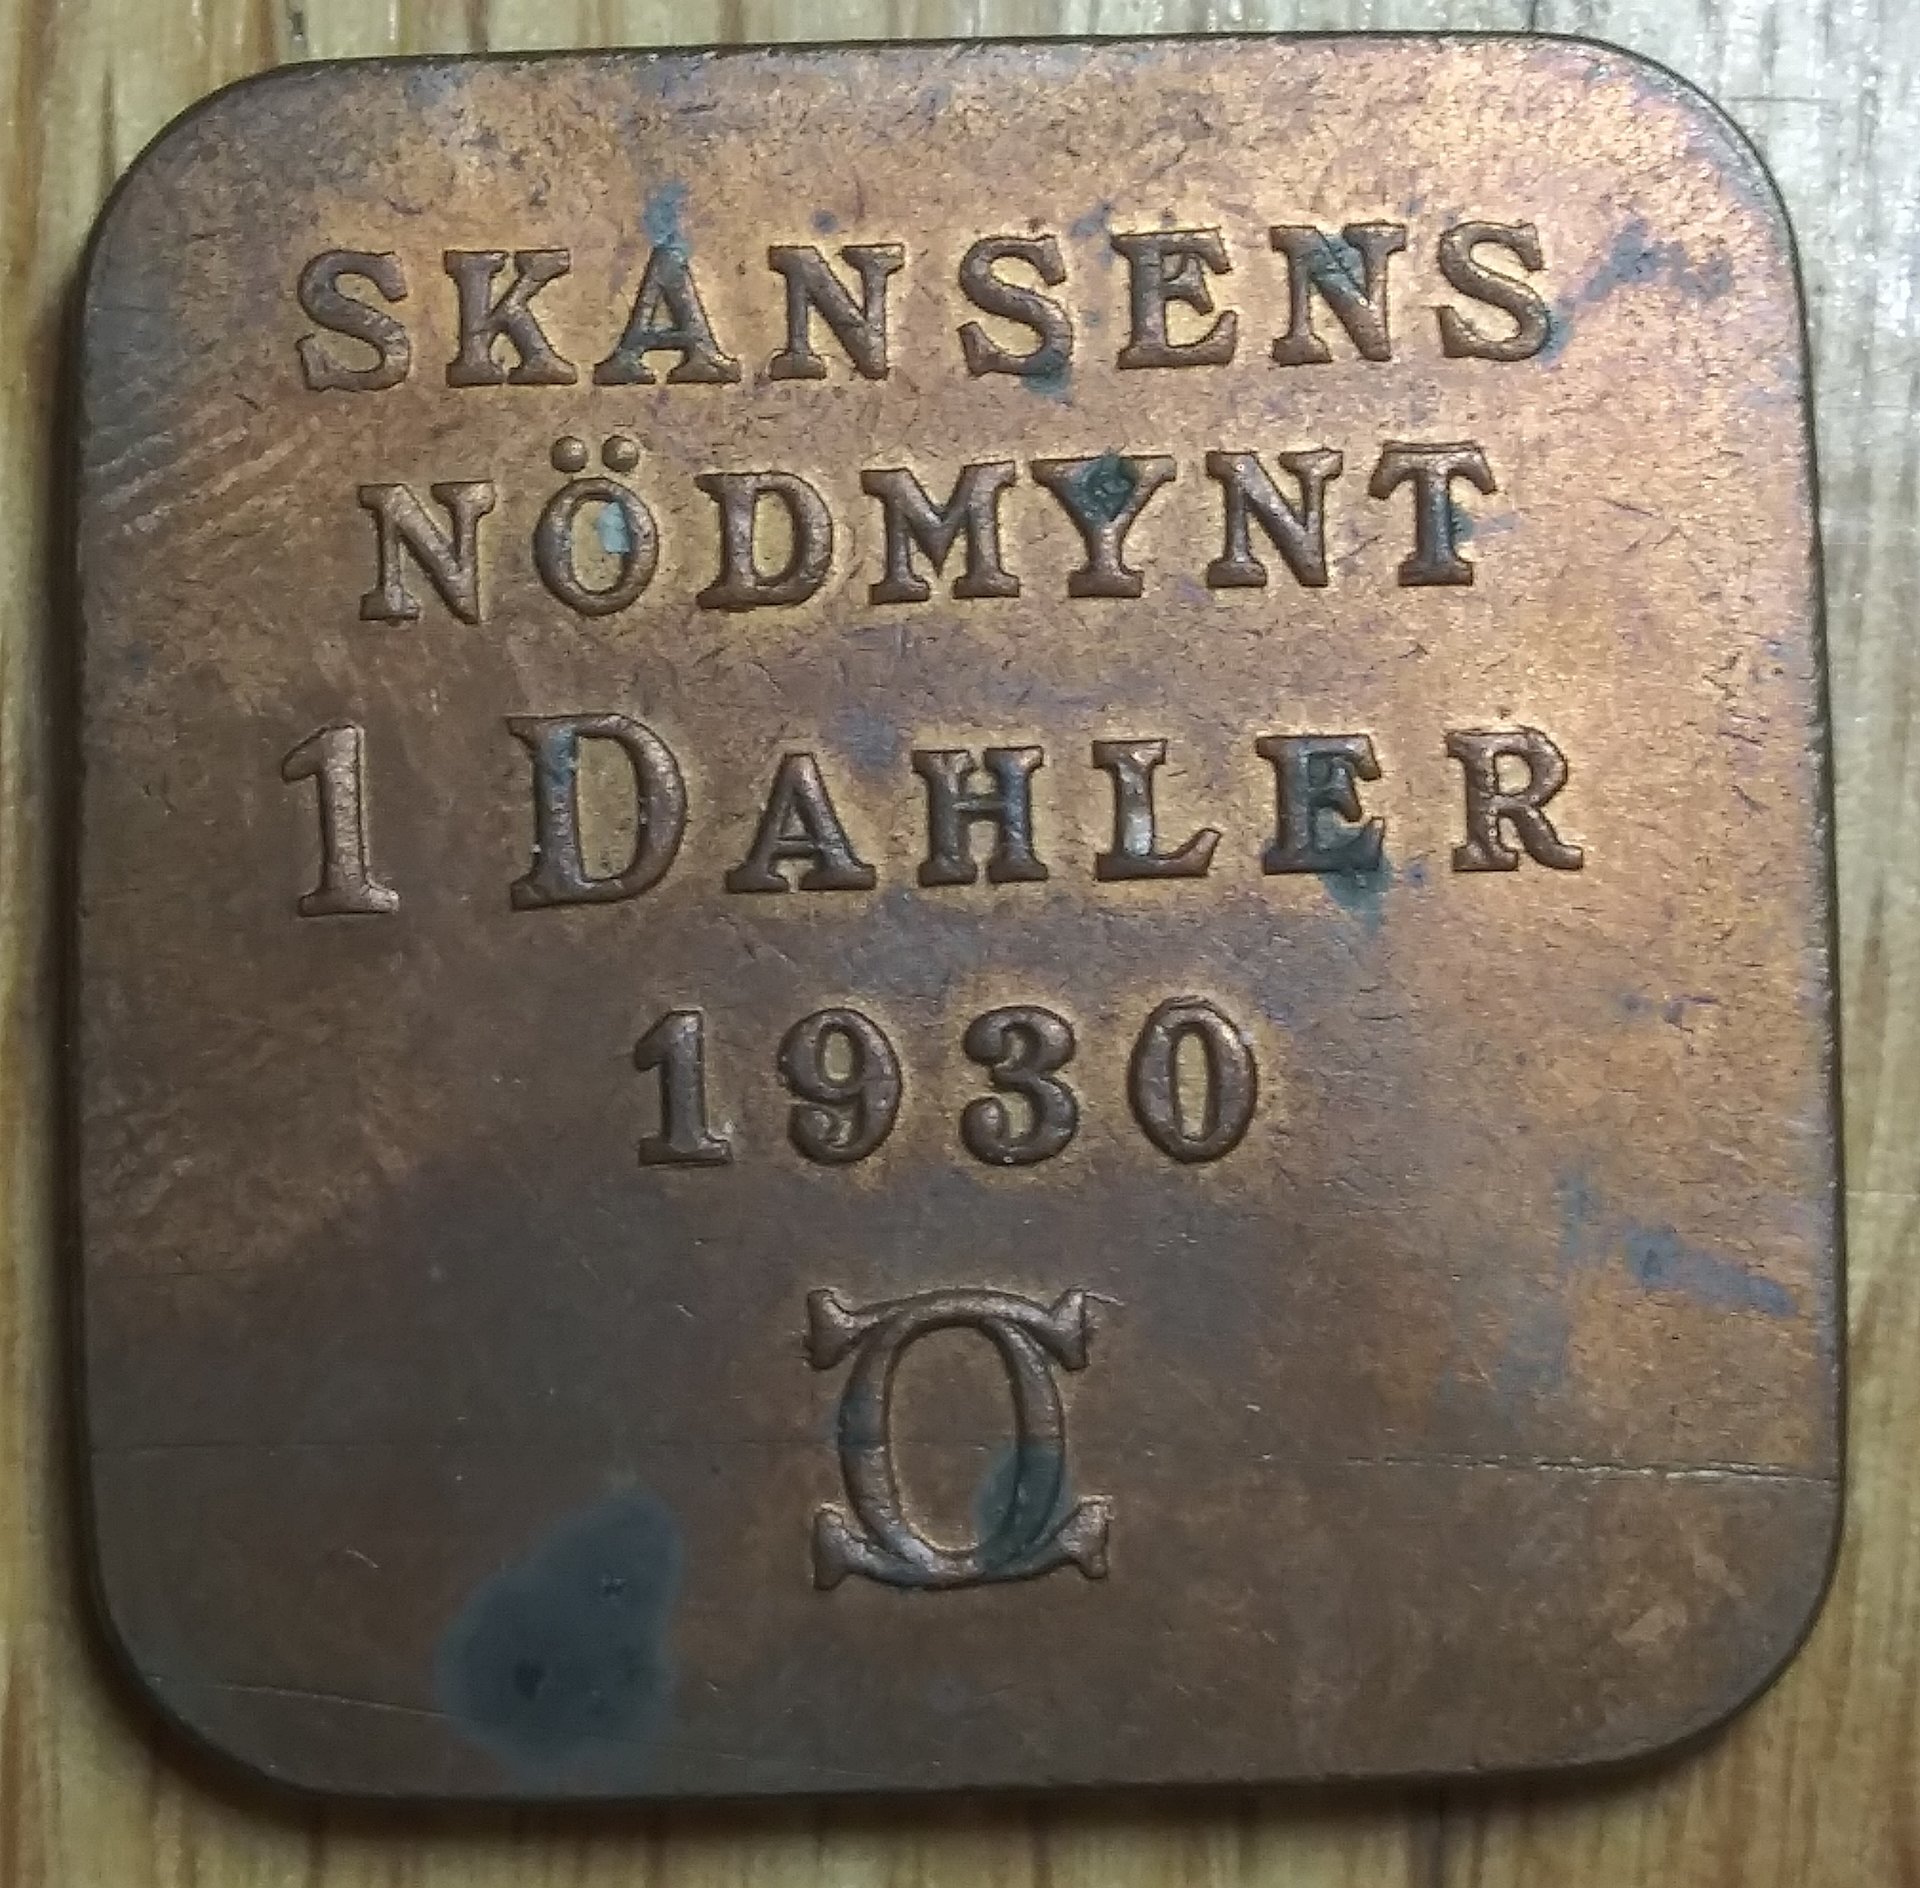 SKANSENS
NÖDMYNT
1 DAHLER
1930